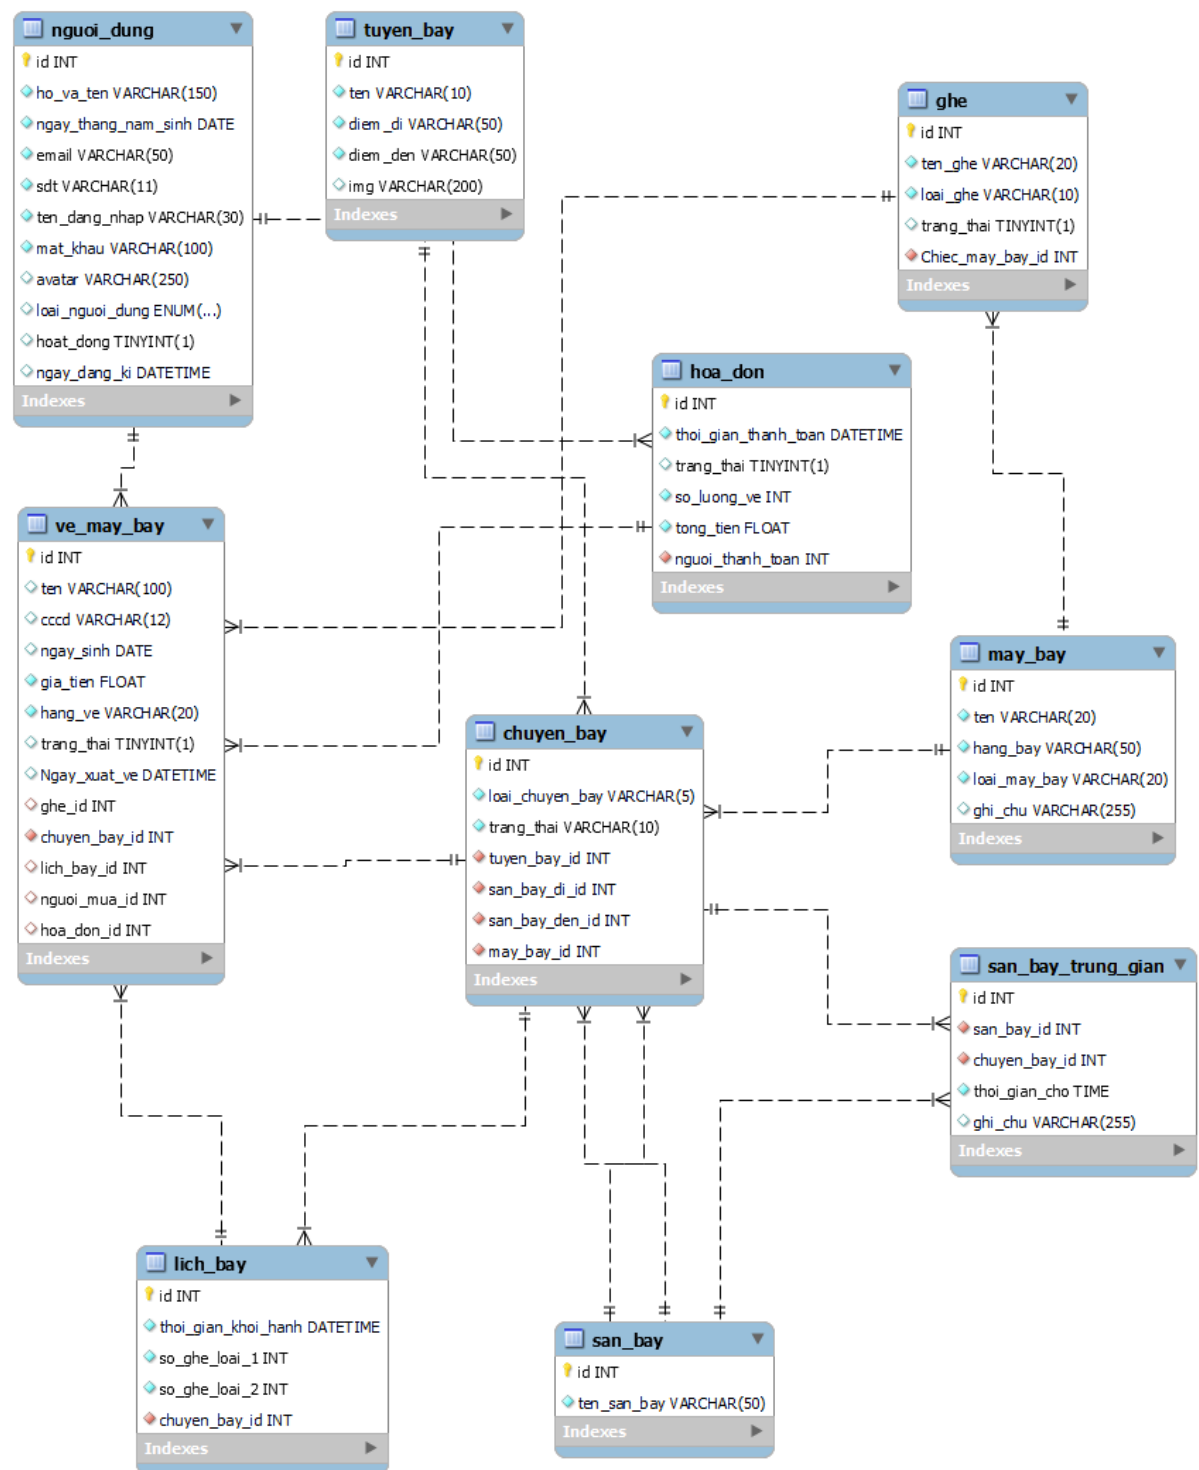 nguoi_dung
id INT
ho_va_ten VARCHAR(150)
ngay_thang_nam_sinh DATE
email VARCHAR(50)
sdt VARCHAR(11)
ten_dang_nhap VARCHAR(30)
mat_khau VARCHAR(100)
avatar VARCHAR(250)
loai_nguoi_dung ENUM(...)
hoat_dong TINYINT(1)
ngay_dang_ki DATETIME
Indexes
tuyen_bay
id INT
ten VARCHAR(10)
diem_di VARCHAR(50)
diem_den VARCHAR(50)
img VARCHAR(200)
Indexes
ghe
id INT
ten_ghe VARCHAR(20)
loai_ghe VARCHAR(10)
trang_thai TINYINT(1)
Chiec_may_bay_id INT
Indexes
hoa_don
id INT
thoi_gian_thanh_toan DATETIME
trang_thai TINYINT(1)
so_luong_ve INT
tong_tien FLOAT
nguoi_thanh_toan INT
Indexes
ve_may_bay
id INT
ten VARCHAR(100)
cccd VARCHAR(12)
ngay_sinh DATE
gia_tien FLOAT
hang_ve VARCHAR(20)
trang_thai TINYINT(1)
Ngay_xuat_ve DATETIME
ghe_id INT
chuyen_bay_id INT
lich_bay_id INT
nguoi_mua_id INT
hoa_don_id INT
Indexes
may_bay
id INT
ten VARCHAR(20)
hang_bay VARCHAR(50)
loai_may_bay VARCHAR(20)
ghi_chu VARCHAR(255)
Indexes
chuyen_bay
id INT
loai_chuyen_bay VARCHAR(5)
trang_thai VARCHAR(10)
tuyen_bay_id INT
san_bay_di_id INT
san_bay_den_id INT
may_bay_id INT
Indexes
san_bay_trung_gian
id INT
san_bay_id INT
chuyen_bay_id INT
thoi_gian_cho TIME
ghi_chu VARCHAR(255)
Indexes
lich_bay
id INT
thoi_gian_khoi_hanh DATETIME
so_ghe_loai_1 INT
so_ghe_loai_2 INT
chuyen_bay_id INT
Indexes
san_bay
id INT
ten_san_bay VARCHAR(50)
Indexes